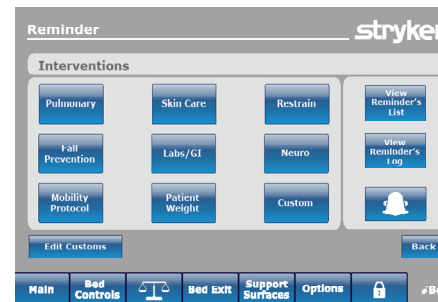 Reminder
stryker
Interventions
Pulmonary
Skin Care
Restrain
View
Reminder's
List
Fall
Prevention
Labs/GI
Neuro
View
Reminder's
Log
Mobility
Protocol
Patient
Weight
Custom
Edit Customs
Back
Main
Bed
Controls
Bed Exit
Support
Surfaces
Options